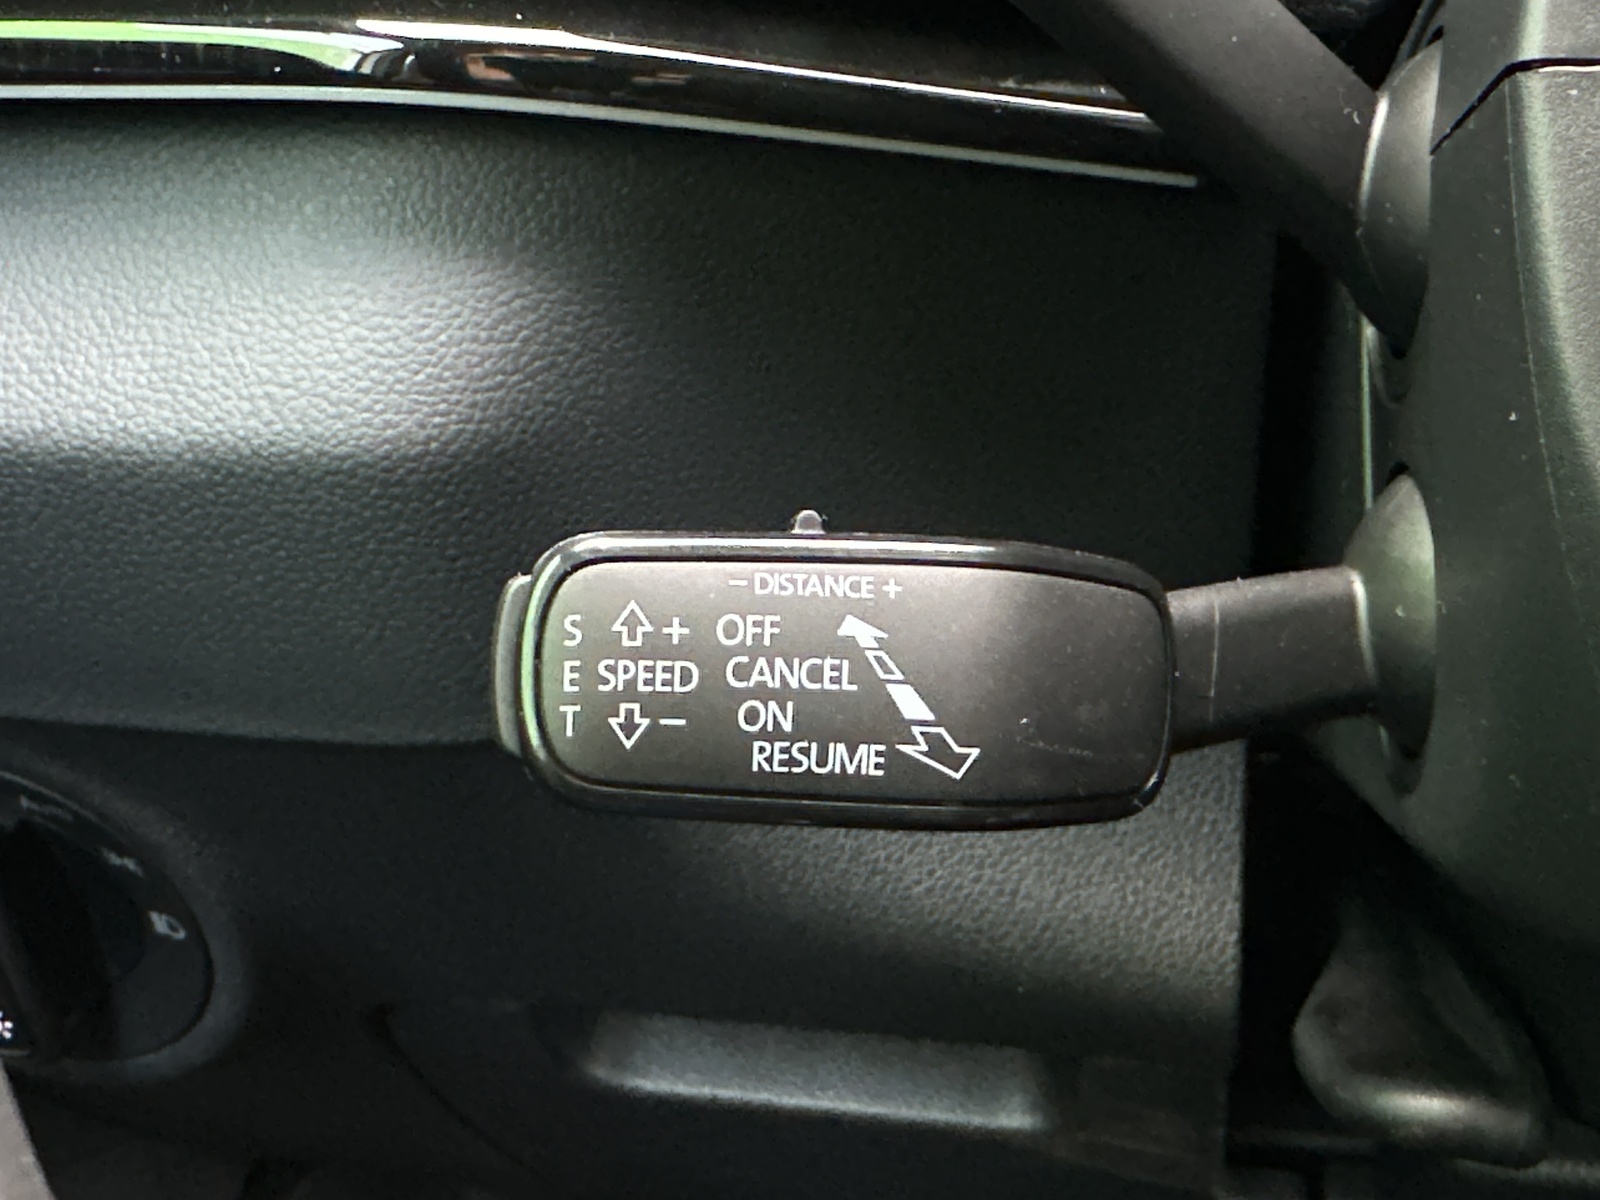 – DISTANCE +
S + OFF
E SPEED CANCEL
T – ON
RESUME